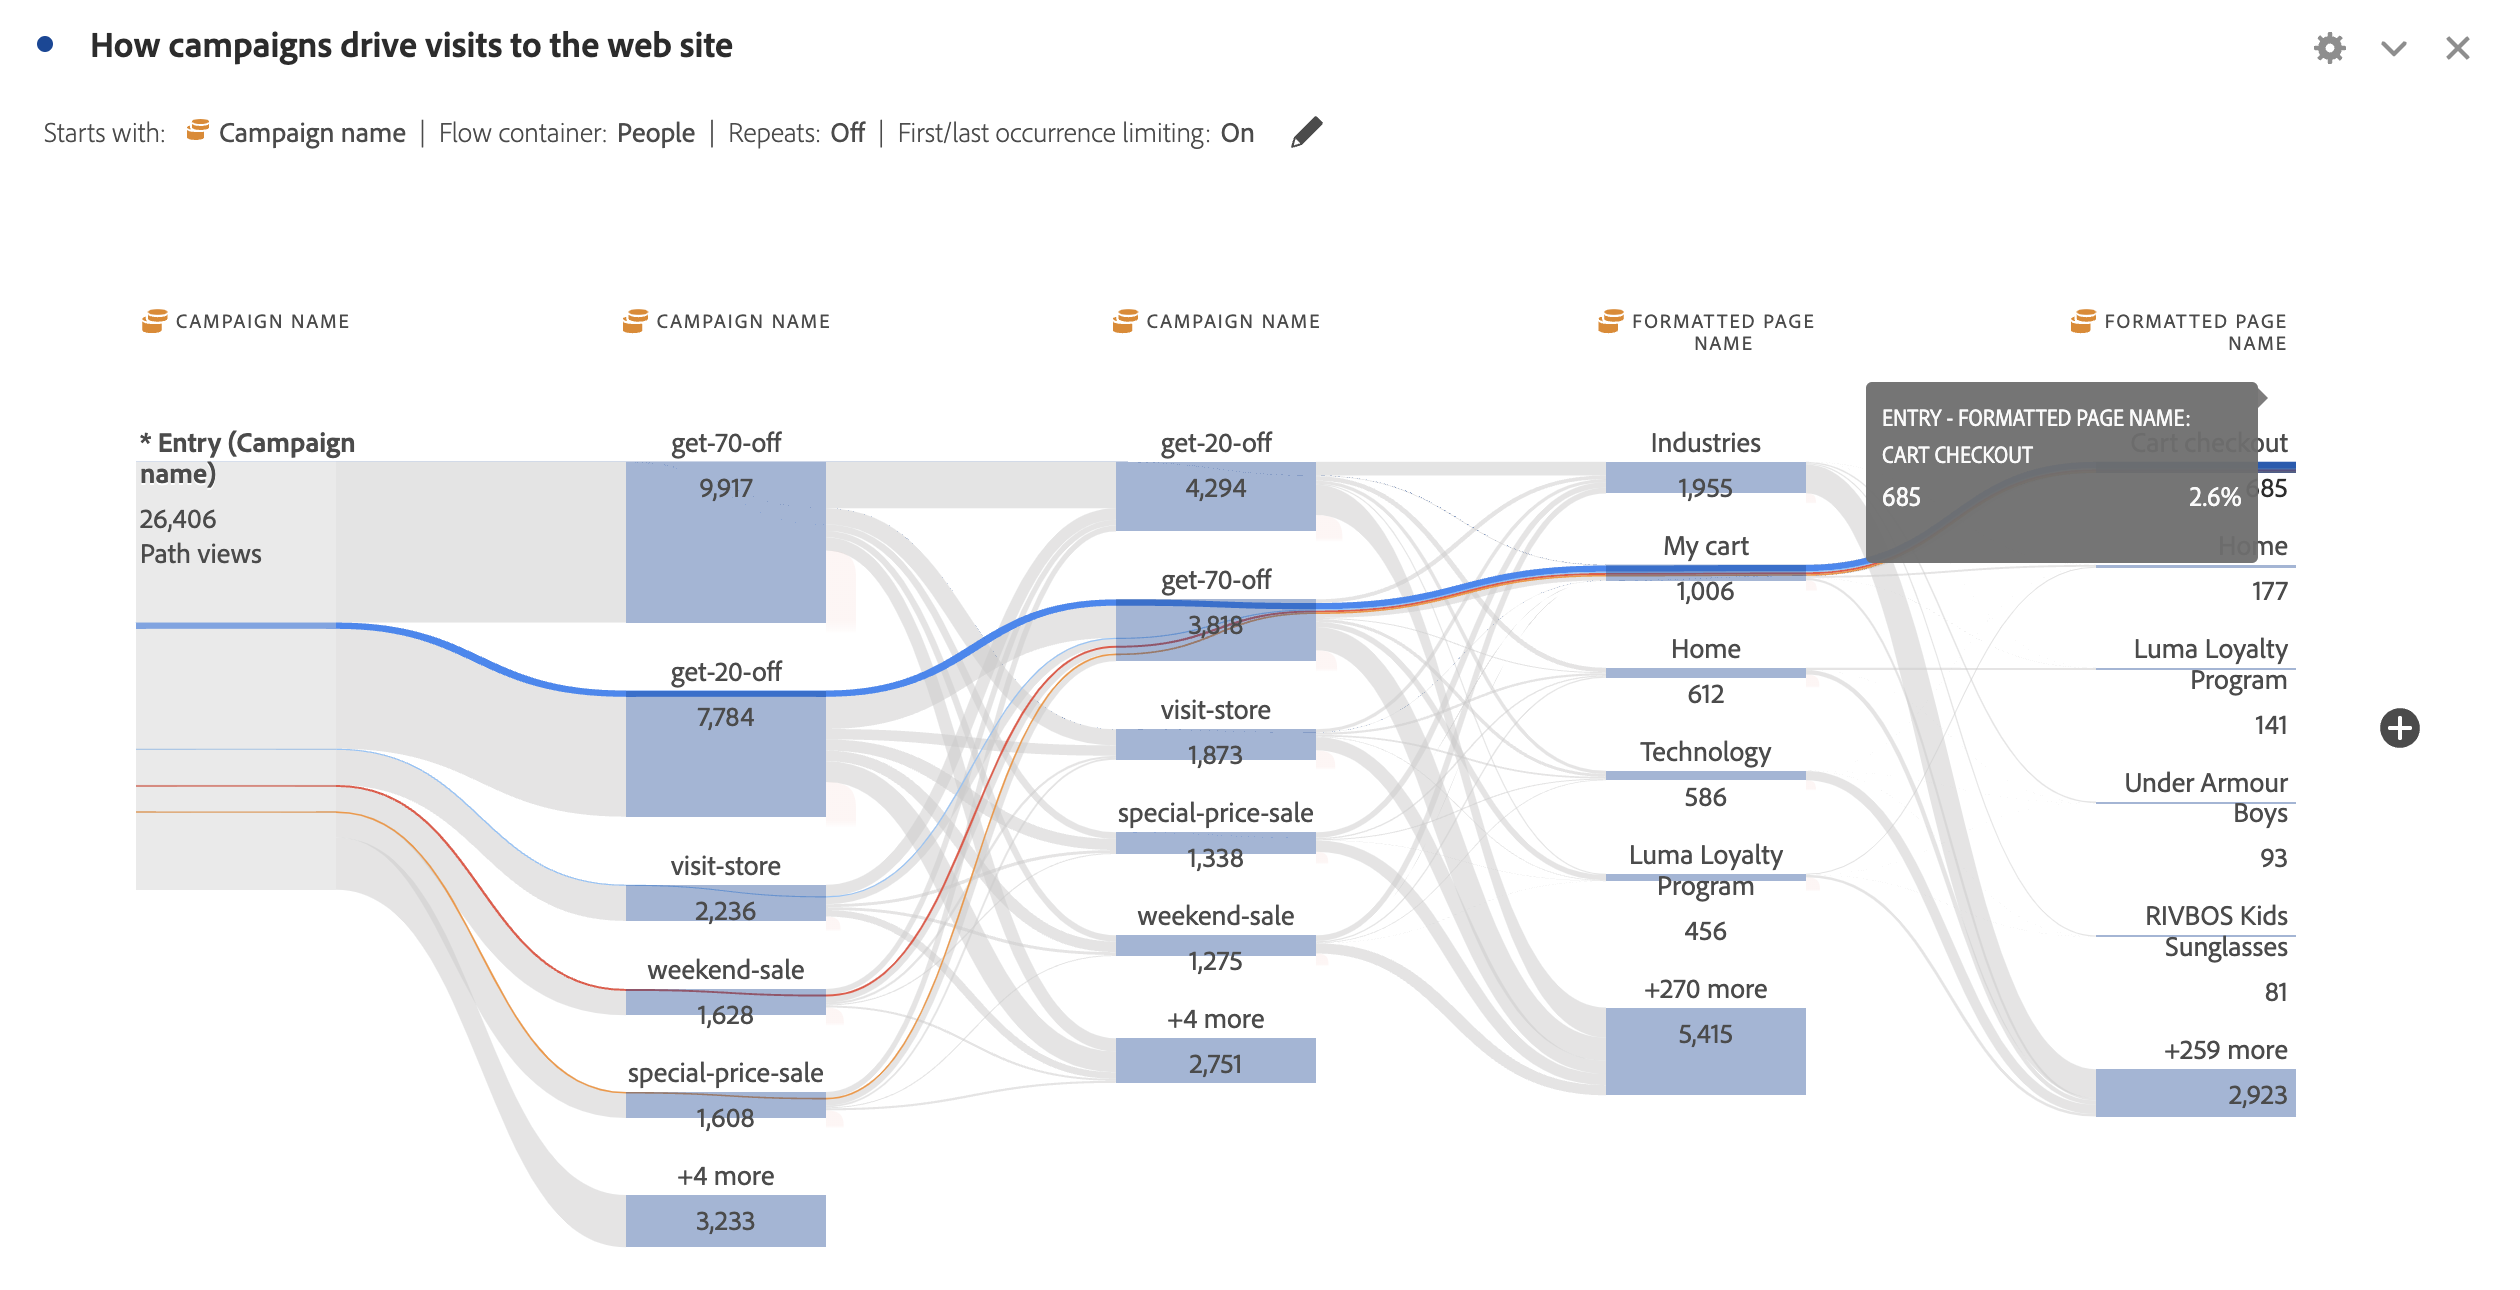 How campaigns drive visits to the web site
Starts with: Campaign name | Flow container: People | Repeats: Off | First/last occurrence limiting: On
CAMPAIGN NAME
CAMPAIGN NAME
CAMPAIGN NAME
FORMATTED PAGE
NAME
FORMATTED PAGE
NAME
* Entry (Campaign
name)
26,406
Path views
get-70-off
9,917
get-20-off
7,784
visit-store
2,236
weekend-sale
1,628
special-price-sale
1,608
+4 more
3,233
get-20-off
4,294
get-70-off
3,818
visit-store
1,873
special-price-sale
1,338
weekend-sale
1,275
+4 more
2,751
Industries
1,955
My cart
1,006
Home
612
Technology
586
Luma Loyalty
Program
456
+270 more
5,415
ENTRY - FORMATTED PAGE NAME:
CART CHECKOUT
685 2.6%
Cart checkout
685
Home
177
Luma Loyalty
Program
141
Under Armour
Boys
93
RIVBOS Kids
Sunglasses
81
+259 more
2,923